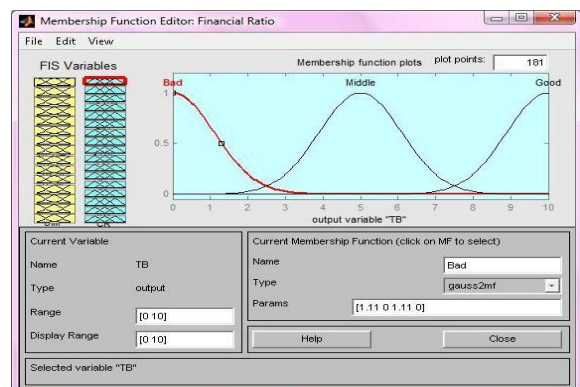 Membership Function Editor: Financial Ratio
File Edit View
FIS Variables
Membership function plots plot points: 181
Bad Middle Good
1
0.5
0
0 1 2 3 4 5 6 7 8 9 10
output variable "TB"
CR
Current Variable
Name TB
Type output
Range [0 10]
Display Range [0 10]
Current Membership Function (click on MF to select)
Name Bad
Type gauss2mf
Params [1.11 0 1.11 0]
Help Close
Selected variable "TB"